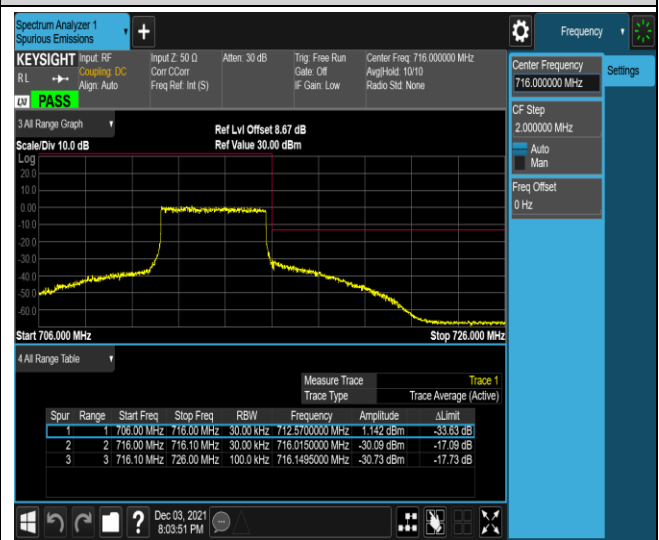 Spectrum Analyzer 1
Spurious Emissions
Frequency
KEYSIGHT Input: RF Input Z: 50 Ω Atten: 30 dB Trig: Free Run Center Freq: 716.000000 MHz
RL Coupling: DC Corr CCorr Gate: Off Avg|Hold: 10/10
Align: Auto Freq Ref: Int (S) IF Gain: Low Radio Std: None
LXI PASS
Center Frequency
716.000000 MHz
Settings
CF Step
2.000000 MHz
Auto
Man
Freq Offset
0 Hz
3 All Range Graph
Ref Lvl Offset 8.67 dB
Scale/Div 10.0 dB Ref Value 30.00 dBm
Log
20.0
10.0
0.00
-10.0
-20.0
-30.0
-40.0
-50.0
-60.0
Start 706.000 MHz Stop 726.000 MHz
4 All Range Table
Measure Trace Trace 1
Trace Type Trace Average (Active)
Spur Range Start Freq Stop Freq RBW Frequency Amplitude ΔLimit
1 1 706.00 MHz 716.00 MHz 30.00 kHz 712.5700000 MHz 1.142 dBm -33.63 dB
2 2 716.00 MHz 716.10 MHz 30.00 kHz 716.0150000 MHz -30.09 dBm -17.09 dB
3 3 716.10 MHz 726.00 MHz 100.0 kHz 716.1495000 MHz -30.73 dBm -17.73 dB
Dec 03, 2021
8:03:51 PM